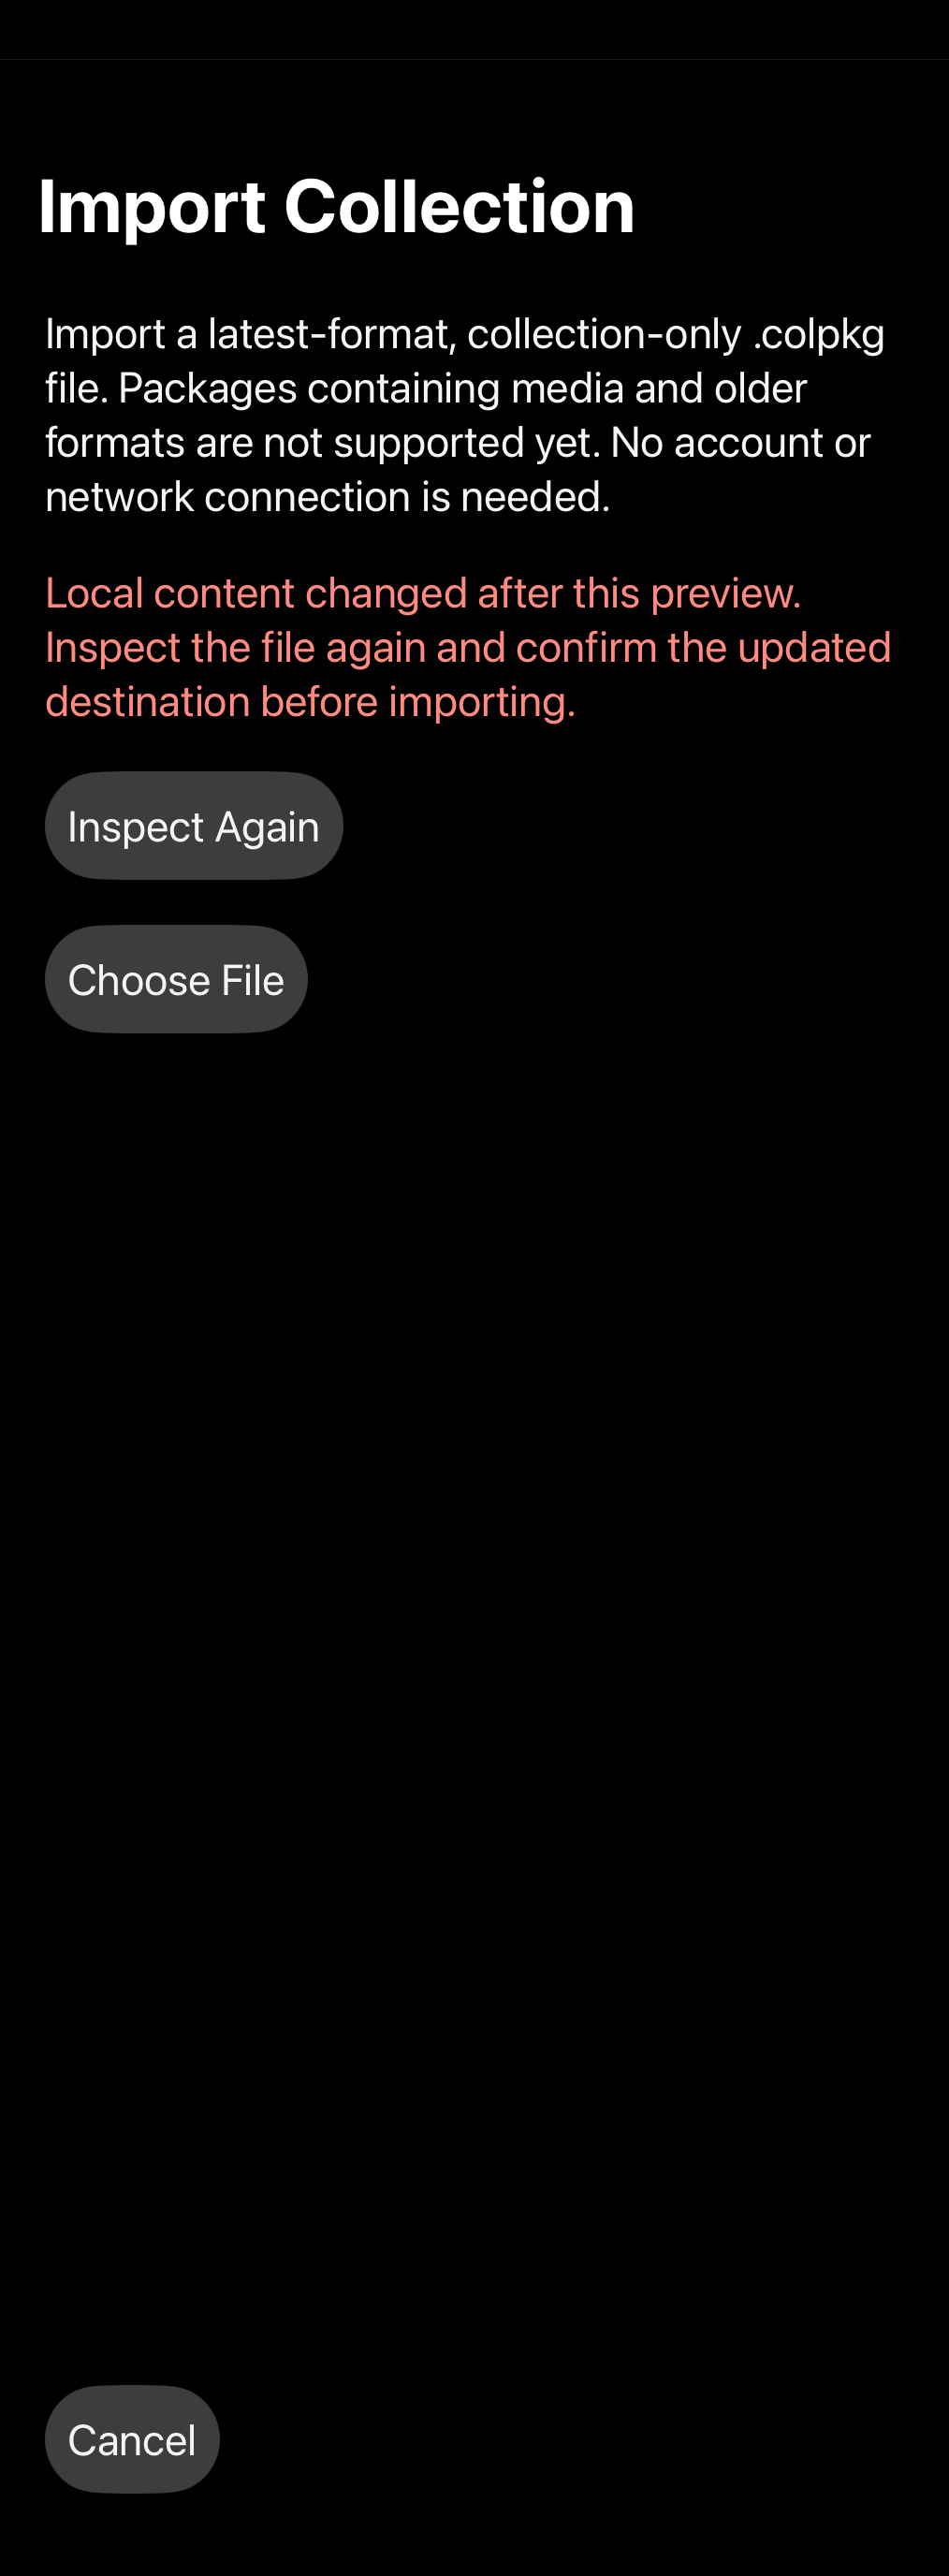 Import Collection
Import a latest-format, collection-only .colpkg
file. Packages containing media and older
formats are not supported yet. No account or
network connection is needed.
Local content changed after this preview.
Inspect the file again and confirm the updated
destination before importing.
Inspect Again
Choose File
Cancel